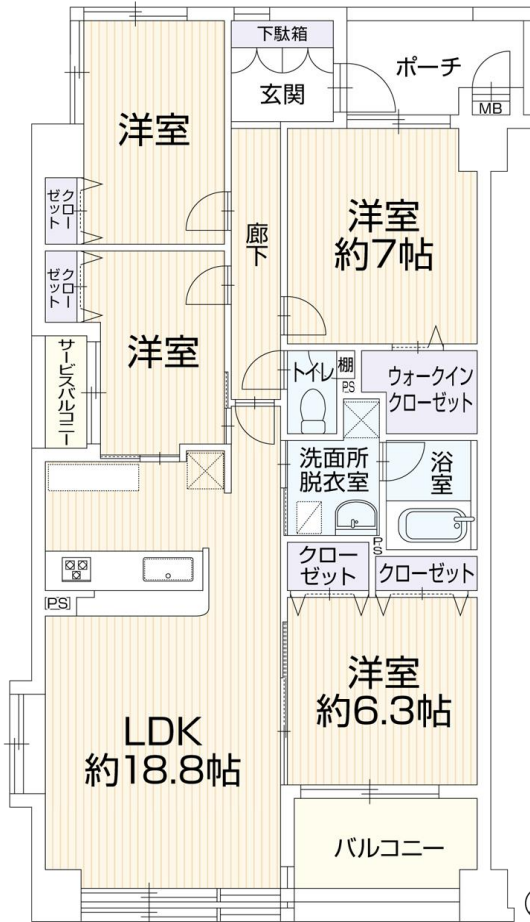 下駄箱
玄関
ポーチ
MB
洋室
クロー
ゼット
廊下
洋室
約7帖
クロー
ゼット
洋室
サービスバルコニー
トイレ
棚
PS
ウォークイン
クローゼット
洗面所
脱衣室
浴室
PS
クロー
ゼット
クローゼット
PS
LDK
約18.8帖
洋室
約6.3帖
バルコニー